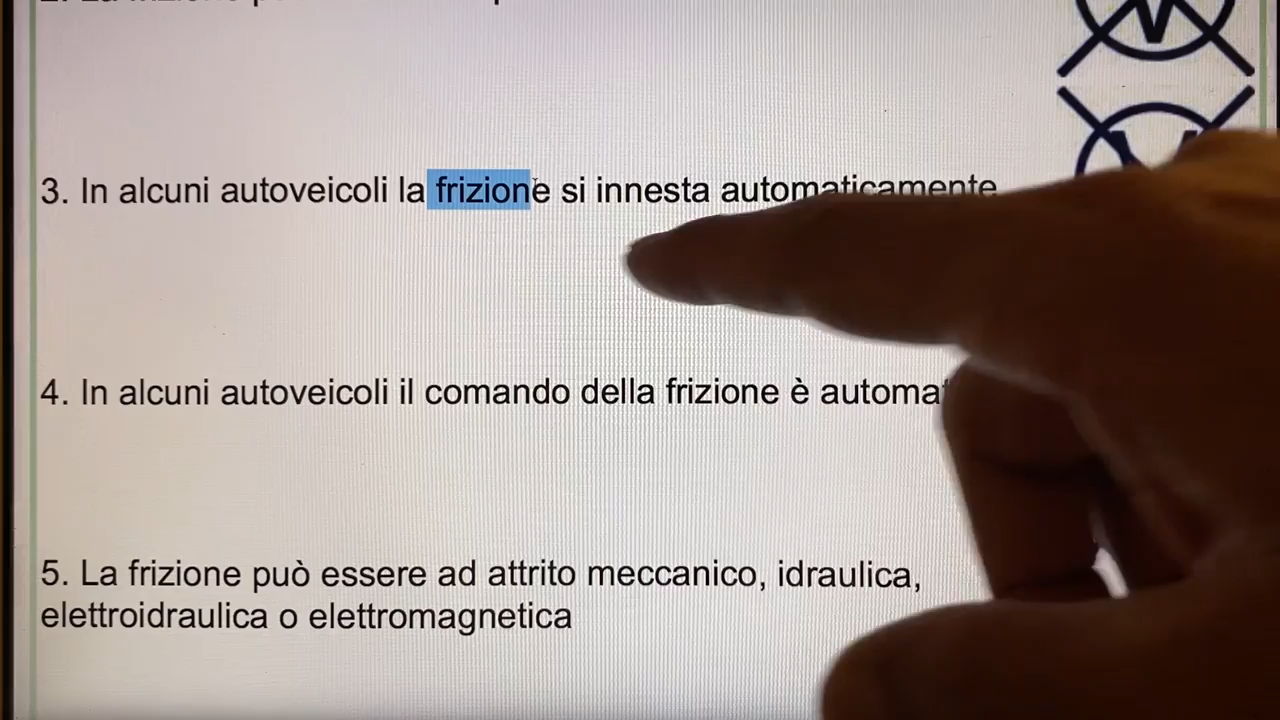 3. In alcuni autoveicoli la frizione si innesta automaticamente
4. In alcuni autoveicoli il comando della frizione è
5. La frizione può essere ad attrito meccanico, idraulica,
elettroidraulica o elettromagnetica